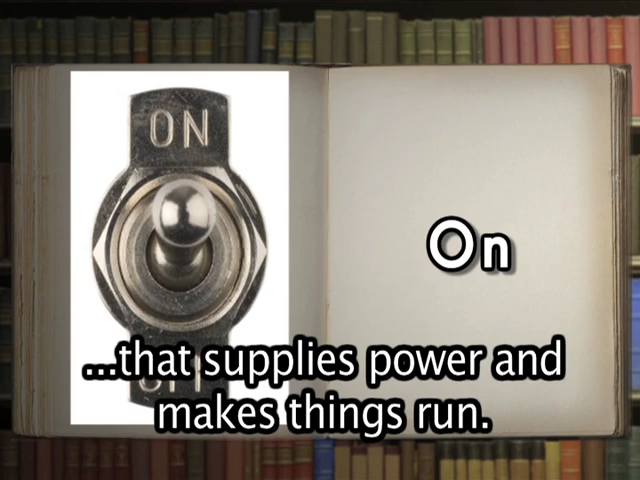 ON
On
...that supplies power and
makes things run.